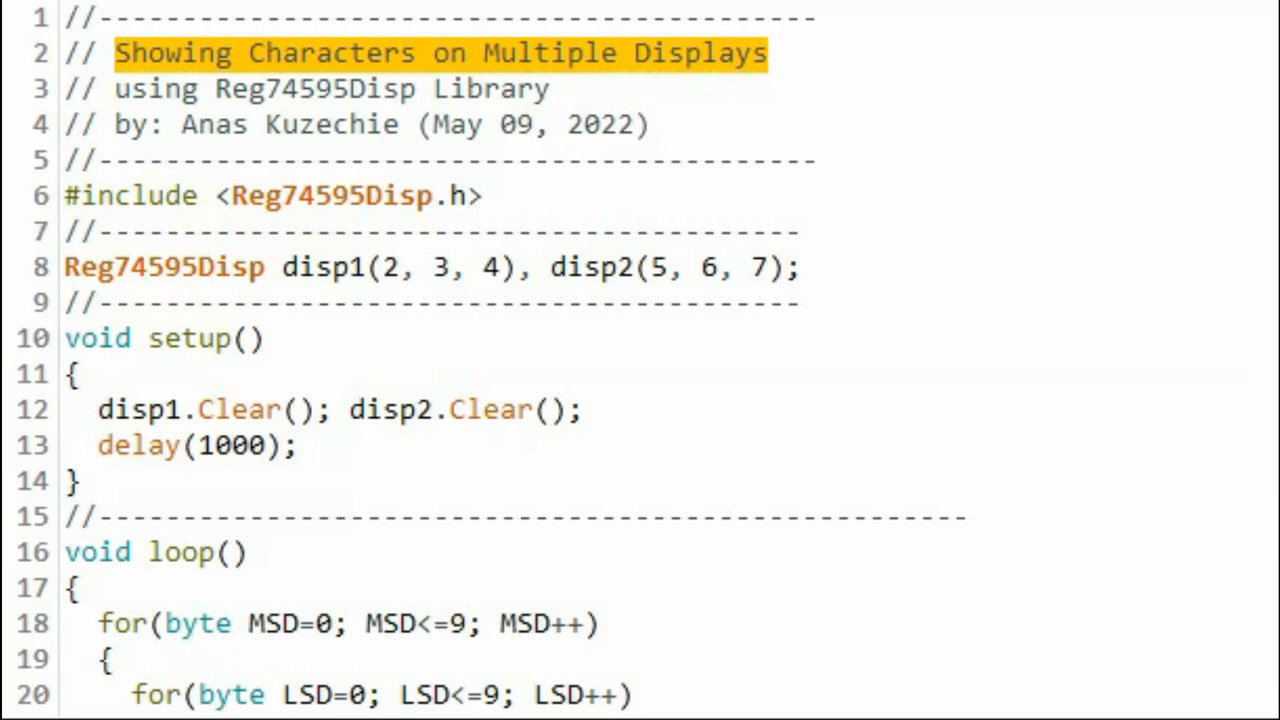 1 //-------------------------------------------
2 // Showing Characters on Multiple Displays
3 // using Reg74595Disp Library
4 // by: Anas Kuzechie (May 09, 2022)
5 //-------------------------------------------
6 #include <Reg74595Disp.h>
7 //------------------------------------------
8 Reg74595Disp disp1(2, 3, 4), disp2(5, 6, 7);
9 //------------------------------------------
10 void setup()
11 {
12   disp1.Clear(); disp2.Clear();
13   delay(1000);
14 }
15 //----------------------------------------------------
16 void loop()
17 {
18   for(byte MSD=0; MSD<=9; MSD++)
19   {
20     for(byte LSD=0; LSD<=9; LSD++)